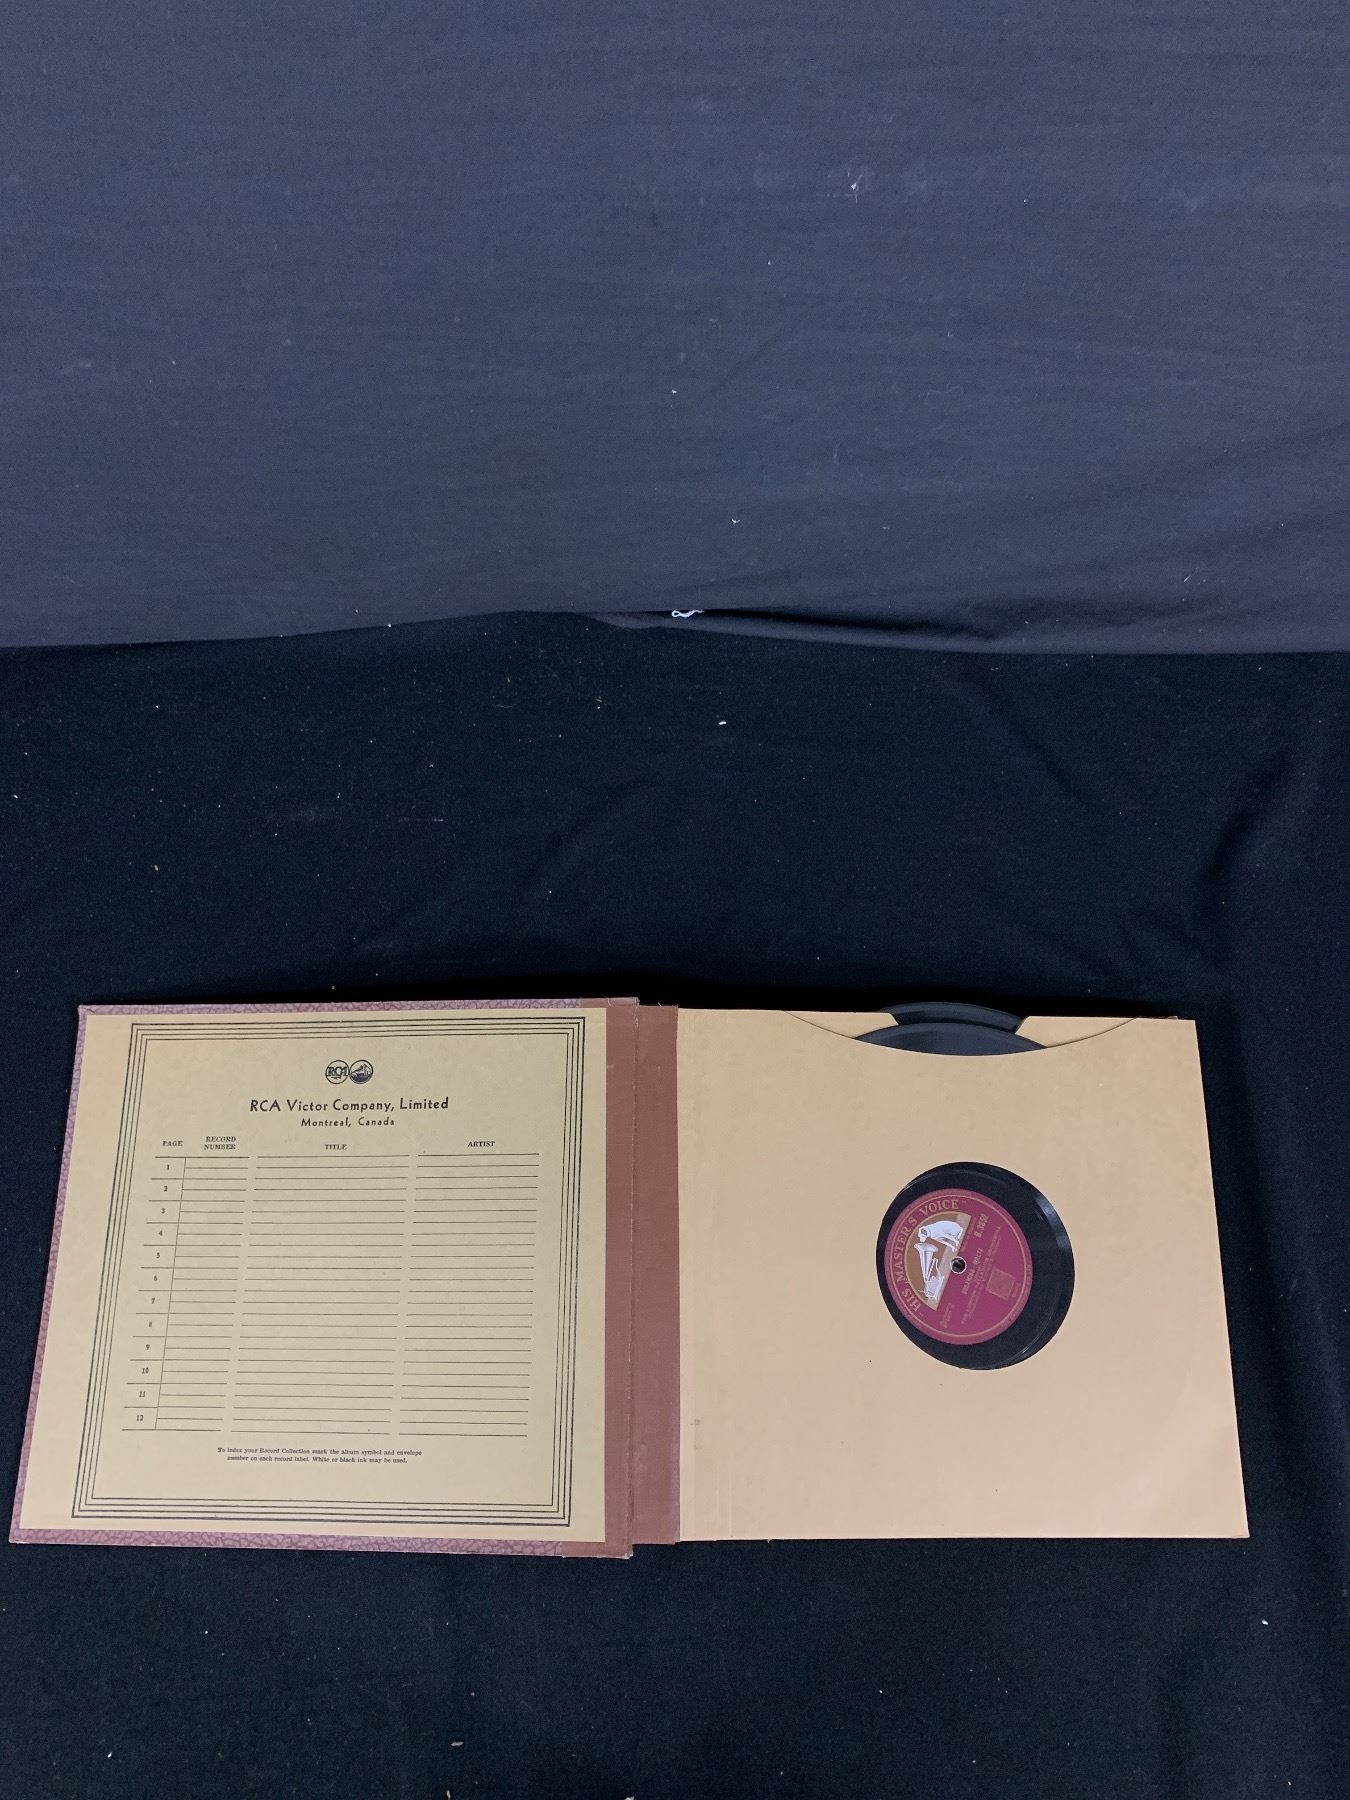 RCA
RCA Victor Company, Limited
Montreal, Canada
PAGE RECORD NUMBER TITLE ARTIST
1
2
3
4
5
6
7
8
9
10
11
12
To index your Record Collection mark the album symbol and envelope
number on each record label. White or black ink may be used.
HIS MASTER'S VOICE
WALTZ